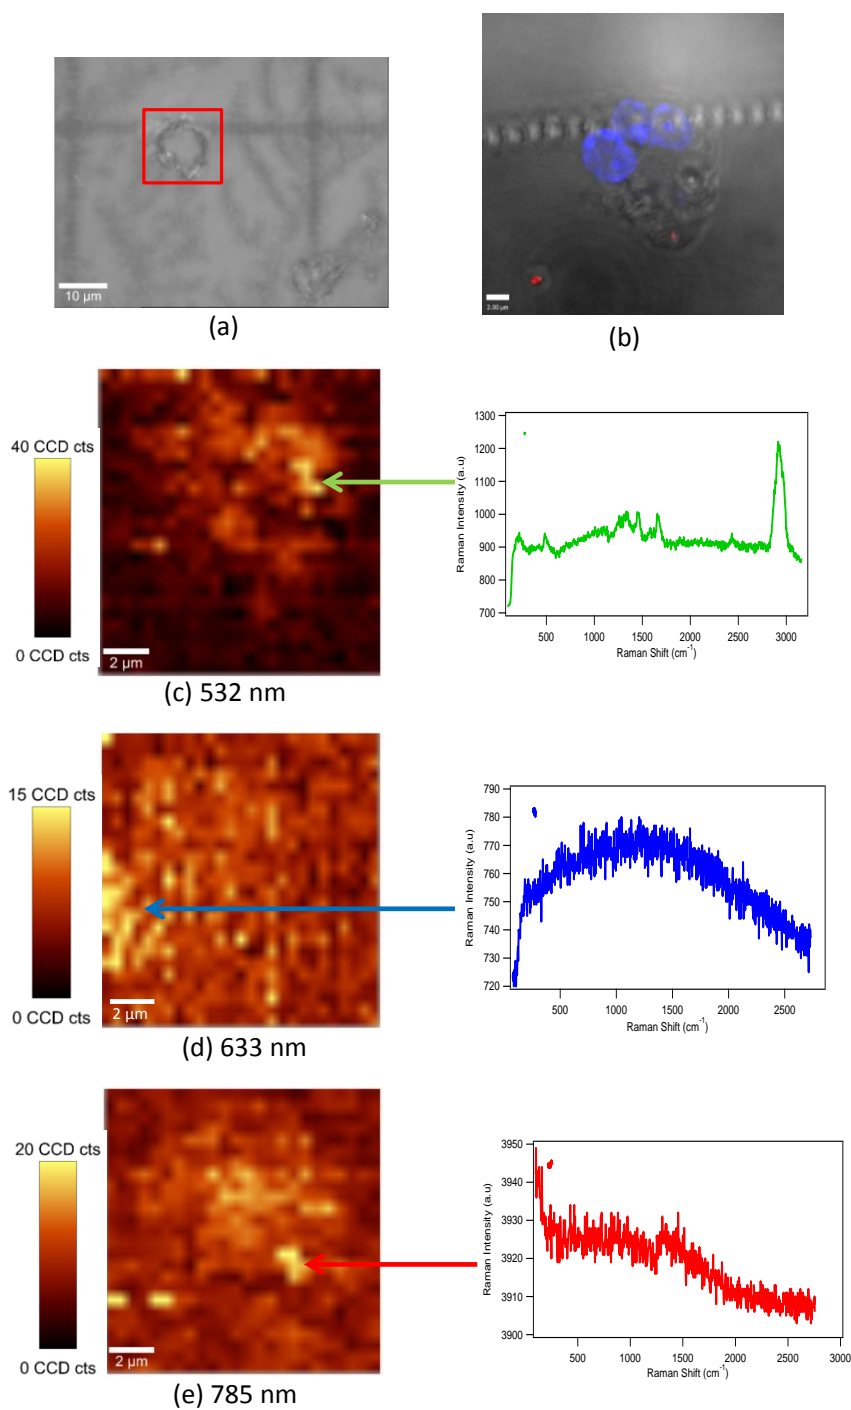 10 µm
(a)
2.00 µm
(b)
40 CCD cts
0 CCD cts
2 µm
(c) 532 nm
1300
1200
1100
1000
900
800
700
Raman Intensity (a.u)
500
1000
1500
2000
2500
3000
Raman Shift (cm-1)
15 CCD cts
0 CCD cts
2 µm
(d) 633 nm
790
780
770
760
750
740
730
720
Raman Intensity (a.u)
500
1000
1500
2000
2500
Raman Shift (cm-1)
20 CCD cts
0 CCD cts
2 µm
(e) 785 nm
3950
3940
3930
3920
3910
3900
Raman Intensity (a.u)
500
1000
1500
2000
2500
3000
Raman Shift (cm-1)